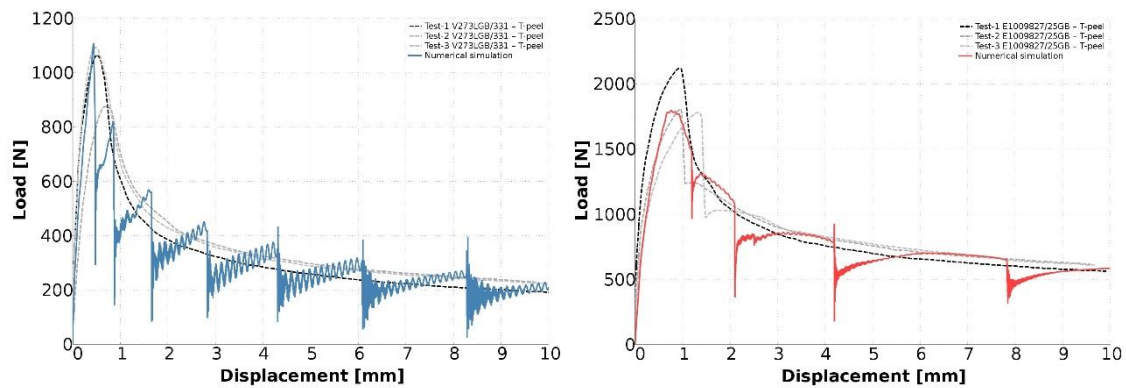 1200
1000
800
600
400
200
0
Load [N]
Test-1 V273LGB/331 – T-peel
Test-2 V273LGB/331 – T-peel
Test-3 V273LGB/331 – T-peel
Numerical simulation
0 1 2 3 4 5 6 7 8 9 10
Displacement [mm]
2500
2000
1500
1000
500
0
Load [N]
Test-1 E1009827/25GB – T-peel
Test-2 E1009827/25GB – T-peel
Test-3 E1009827/25GB – T-peel
Numerical simulation
0 1 2 3 4 5 6 7 8 9 10
Displacement [mm]